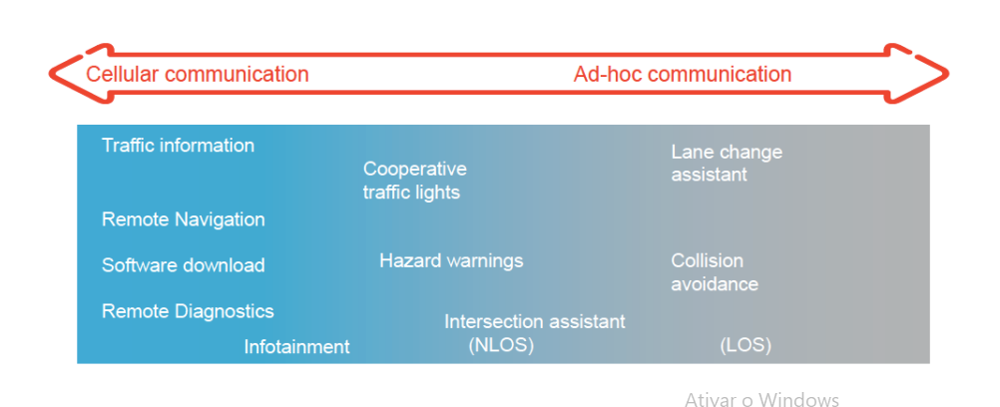 Cellular communication
Ad-hoc communication
Traffic information
Cooperative
traffic lights
Lane change
assistant
Remote Navigation
Software download
Hazard warnings
Collision
avoidance
Remote Diagnostics
Intersection assistant
Infotainment
(NLOS)
(LOS)
Ativar o Windows